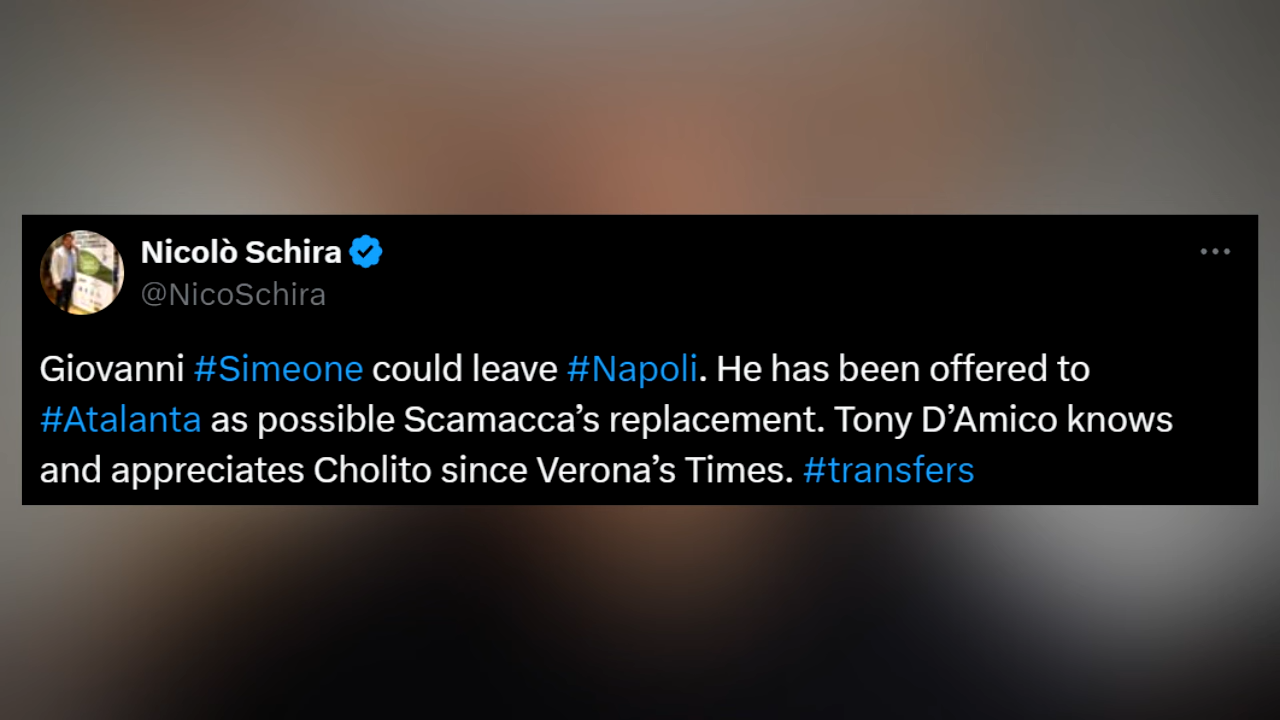 Nicolò Schira
@NicoSchira
Giovanni #Simeone could leave #Napoli. He has been offered to
#Atalanta as possible Scamacca’s replacement. Tony D’Amico knows
and appreciates Cholito since Verona’s Times. #transfers